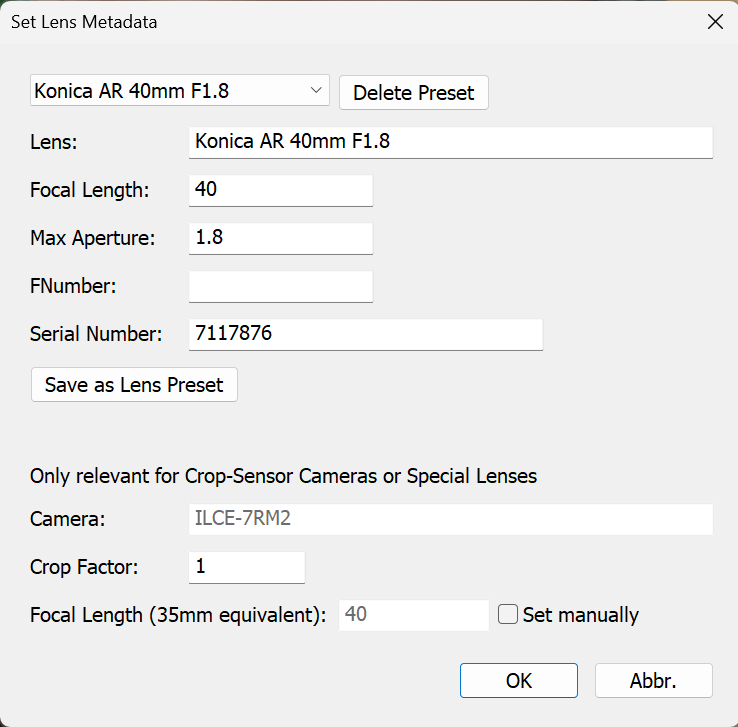 Set Lens Metadata
Konica AR 40mm F1.8 Delete Preset
Lens: Konica AR 40mm F1.8
Focal Length: 40
Max Aperture: 1.8
FNumber:
Serial Number: 7117876
Save as Lens Preset
Only relevant for Crop-Sensor Cameras or Special Lenses
Camera: ILCE-7RM2
Crop Factor: 1
Focal Length (35mm equivalent): 40 Set manually
OK Abbr.